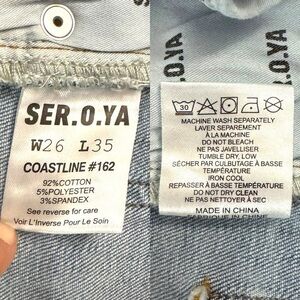 SER.O.YA
W26 L35
COASTLINE #162
92%COTTON
5%POLYESTER
3%SPANDEX
See reverse for care
Voir L'inverse Pour Le Soin
.YA
SER.O.YA
30
MACHINE WASH SEPARATELY
LAVER SEPAREMENT
À LA MACHINE
DO NOT BLEACH
NE PAS JAVELLISER
TUMBLE DRY, LOW
SÉCHER PAR CULBUTAGE À BASSE
TEMPÉRATURE
IRON COOL
REPASSER À BASSE TEMPÉRATURE
DO NOT DRY CLEAN
NE PAS NETTOYER À SEC
MADE IN CHINA